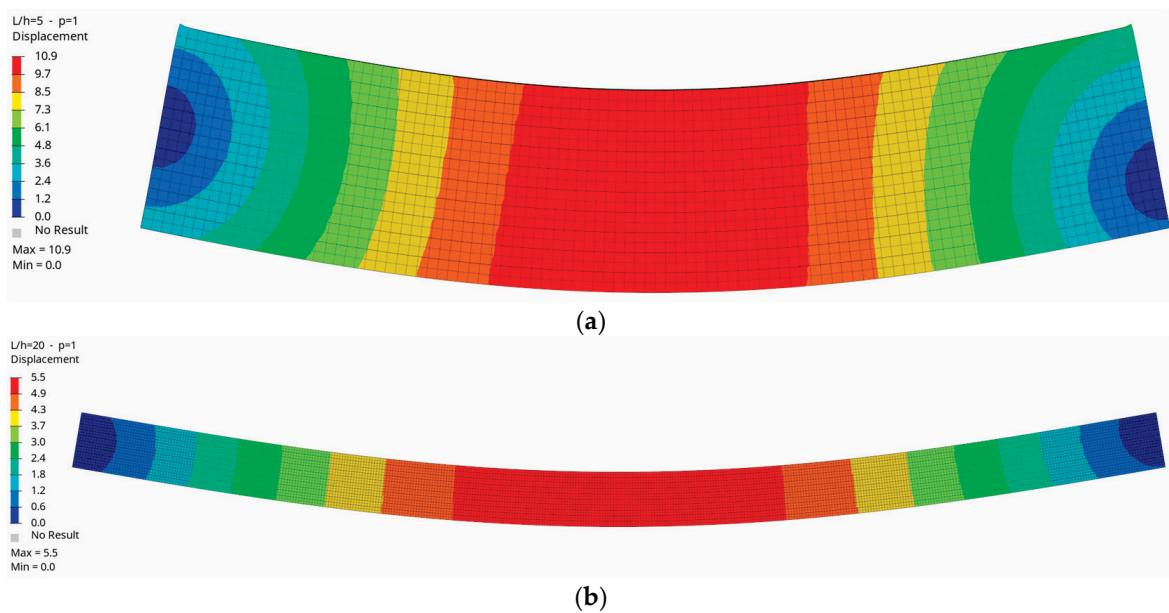 L/h=5 - p=1
Displacement
10.9
9.7
8.5
7.3
6.1
4.8
3.6
2.4
1.2
0.0
No Result
Max = 10.9
Min = 0.0
(a)
L/h=20 - p=1
Displacement
5.5
4.9
4.3
3.7
3.0
2.4
1.8
1.2
0.6
0.0
No Result
Max = 5.5
Min = 0.0
(b)